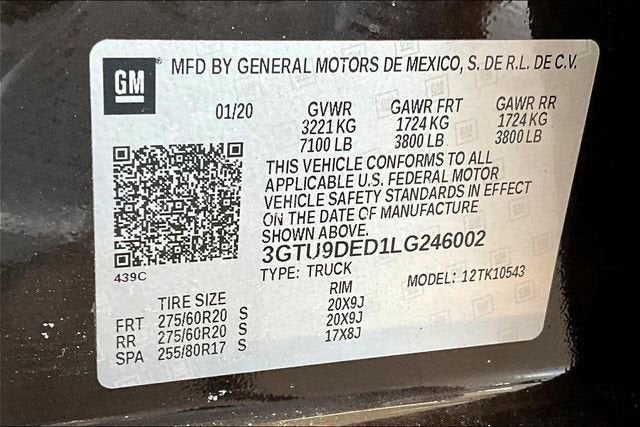 GM
MFD BY GENERAL MOTORS DE MEXICO, S. DE R.L. DE C.V.
01/20 GVWR GAWR FRT GAWR RR
3221 KG 1724 KG 1724 KG
7100 LB 3800 LB 3800 LB
THIS VEHICLE CONFORMS TO ALL
APPLICABLE U.S. FEDERAL MOTOR
VEHICLE SAFETY STANDARDS IN EFFECT
ON THE DATE OF MANUFACTURE
SHOWN ABOVE.
3GTU9DED1LG246002
439C
TYPE: TRUCK MODEL: 12TK10543
TIRE SIZE RIM
FRT 275/60R20 S 20X9J
RR 275/60R20 S 20X9J
SPA 255/80R17 S 17X8J